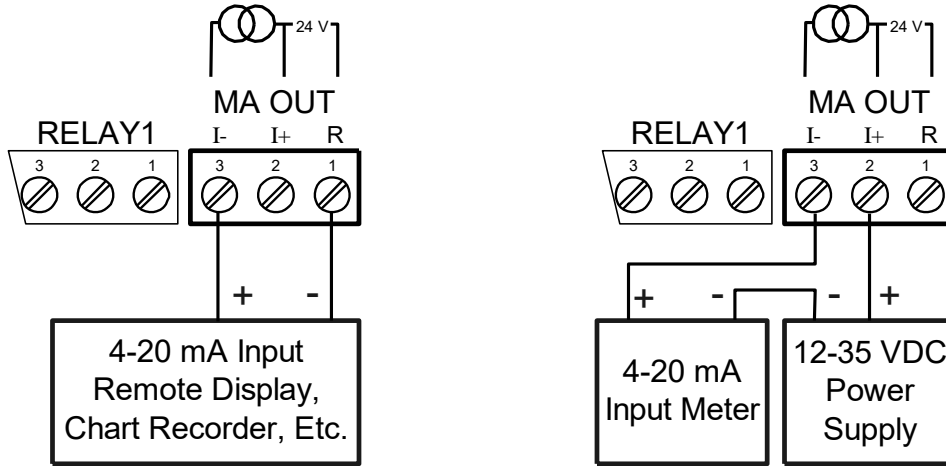 24 V
MA OUT
RELAY1
I- I+ R
3 2 1
3 2 1
+ -
4-20 mA Input
Remote Display,
Chart Recorder, Etc.
24 V
MA OUT
RELAY1
I- I+ R
3 2 1
3 2 1
+ - - +
4-20 mA
Input Meter
12-35 VDC
Power
Supply